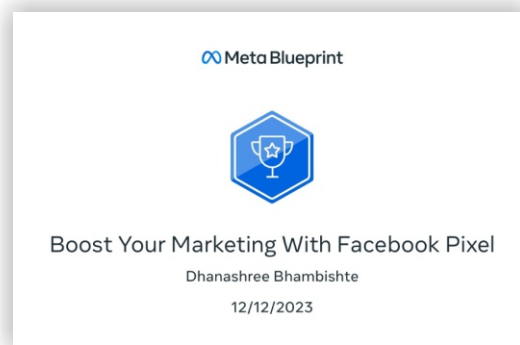 Meta Blueprint
Boost Your Marketing With Facebook Pixel
Dhanashree Bhambishte
12/12/2023